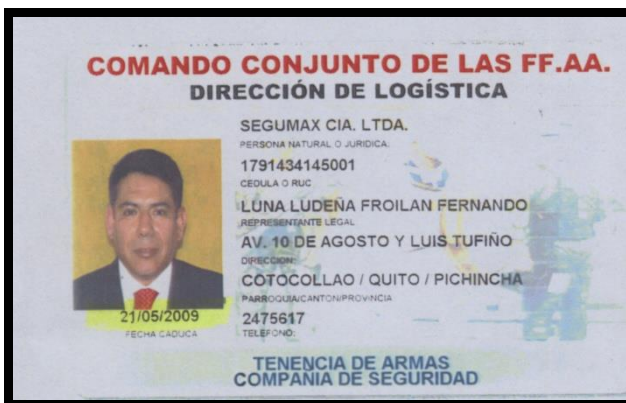 COMANDO CONJUNTO DE LAS FF.AA.
DIRECCIÓN DE LOGÍSTICA
SEGUMAX CIA. LTDA.
PERSONA NATURAL O JURIDICA:
1791434145001
CEDULA O RUC
LUNA LUDEÑA FROILAN FERNANDO
REPRESENTANTE LEGAL
AV. 10 DE AGOSTO Y LUIS TUFIÑO
DIRECCION:
COTOCOLLAO / QUITO / PICHINCHA
PARROQUIA/CANTON/PROVINCIA
21/05/2009
FECHA CADUCA
2475617
TELEFONO:
TENENCIA DE ARMAS
COMPAÑIA DE SEGURIDAD